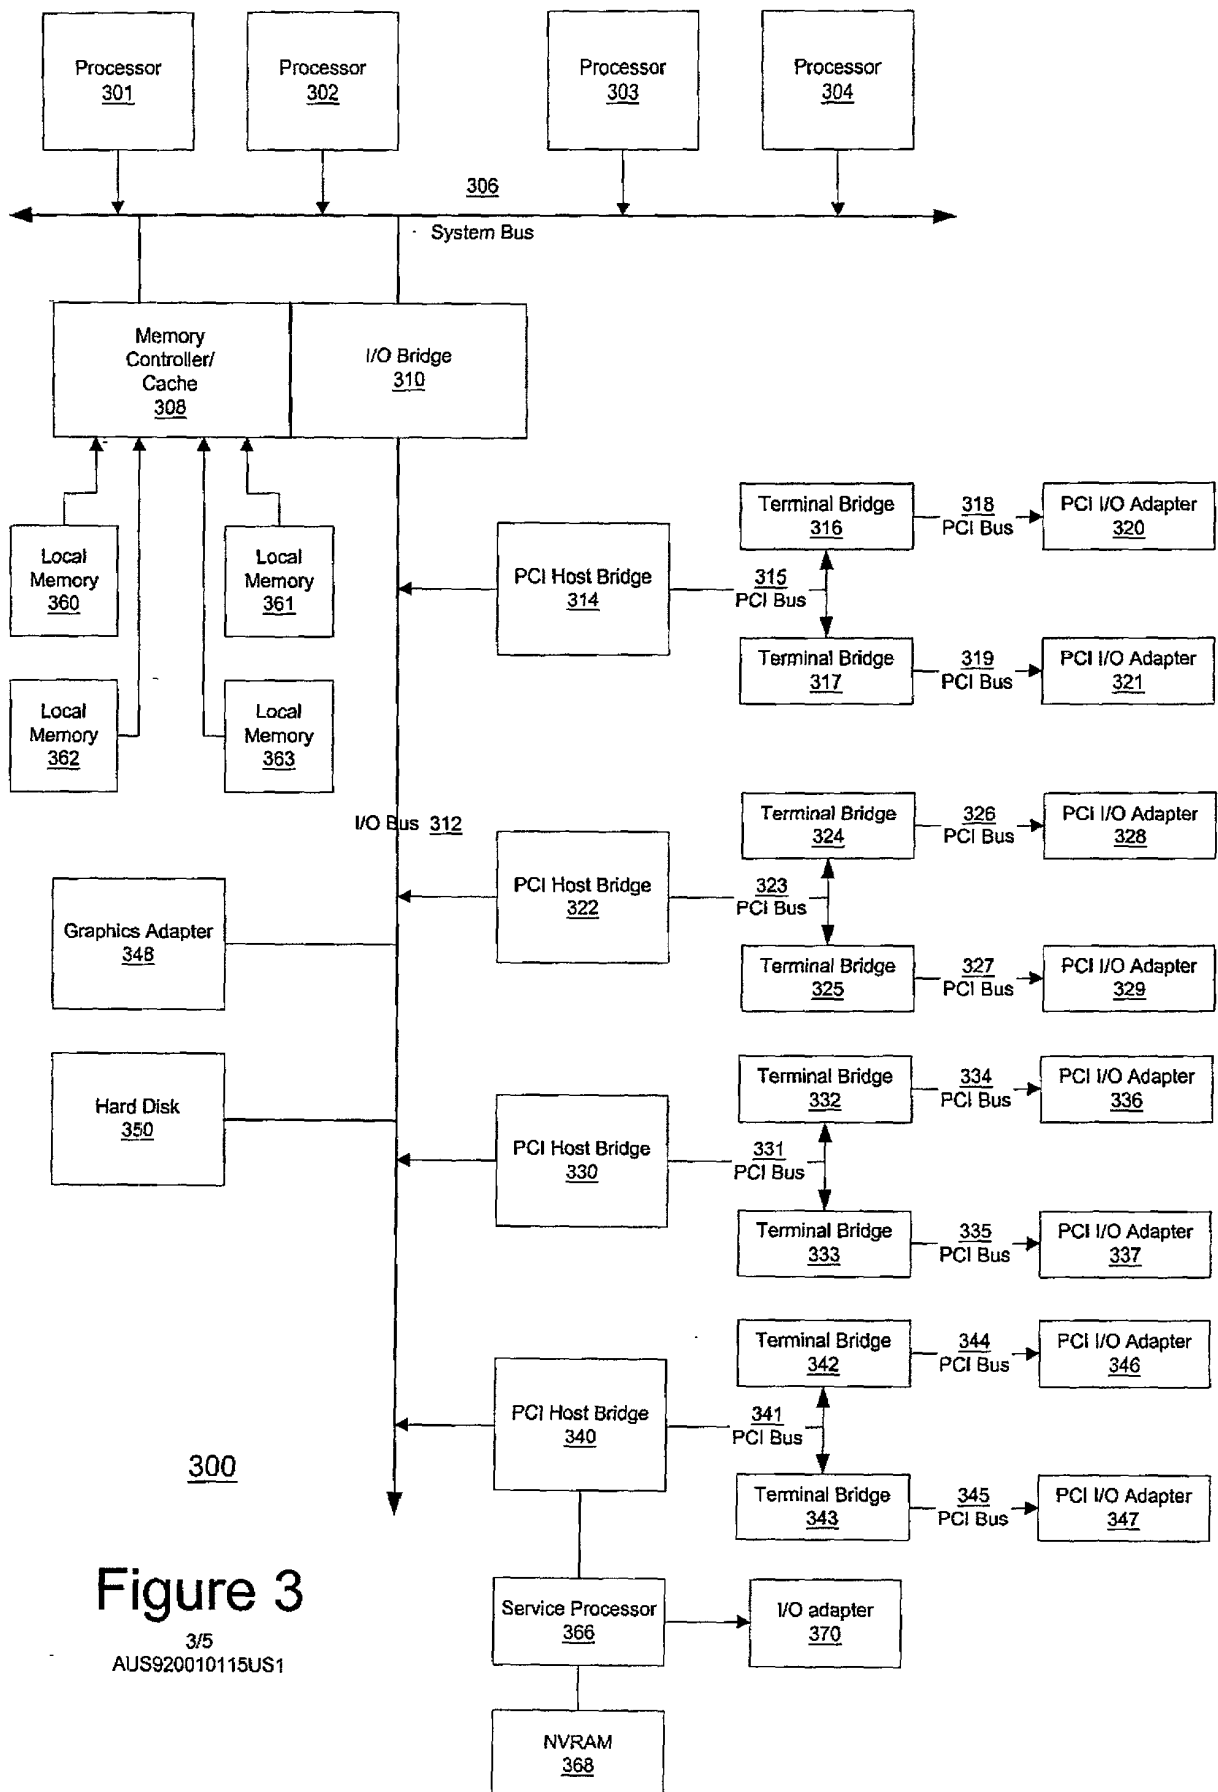 Processor
301
Processor
302
Processor
303
Processor
304
306
System Bus
Memory
Controller/
Cache
308
I/O Bridge
310
Local
Memory
360
Local
Memory
361
Local
Memory
362
Local
Memory
363
PCI Host Bridge
314
315
PCI Bus
Terminal Bridge
316
318
PCI Bus
PCI I/O Adapter
320
Terminal Bridge
317
319
PCI Bus
PCI I/O Adapter
321
I/O Bus 312
PCI Host Bridge
322
323
PCI Bus
Terminal Bridge
324
326
PCI Bus
PCI I/O Adapter
328
Terminal Bridge
325
327
PCI Bus
PCI I/O Adapter
329
Graphics Adapter
348
Hard Disk
350
PCI Host Bridge
330
331
PCI Bus
Terminal Bridge
332
334
PCI Bus
PCI I/O Adapter
336
Terminal Bridge
333
335
PCI Bus
PCI I/O Adapter
337
PCI Host Bridge
340
341
PCI Bus
Terminal Bridge
342
344
PCI Bus
PCI I/O Adapter
346
Terminal Bridge
343
345
PCI Bus
PCI I/O Adapter
347
300
Service Processor
366
I/O adapter
370
NVRAM
368
Figure 3
3/5
AUS920010115US1